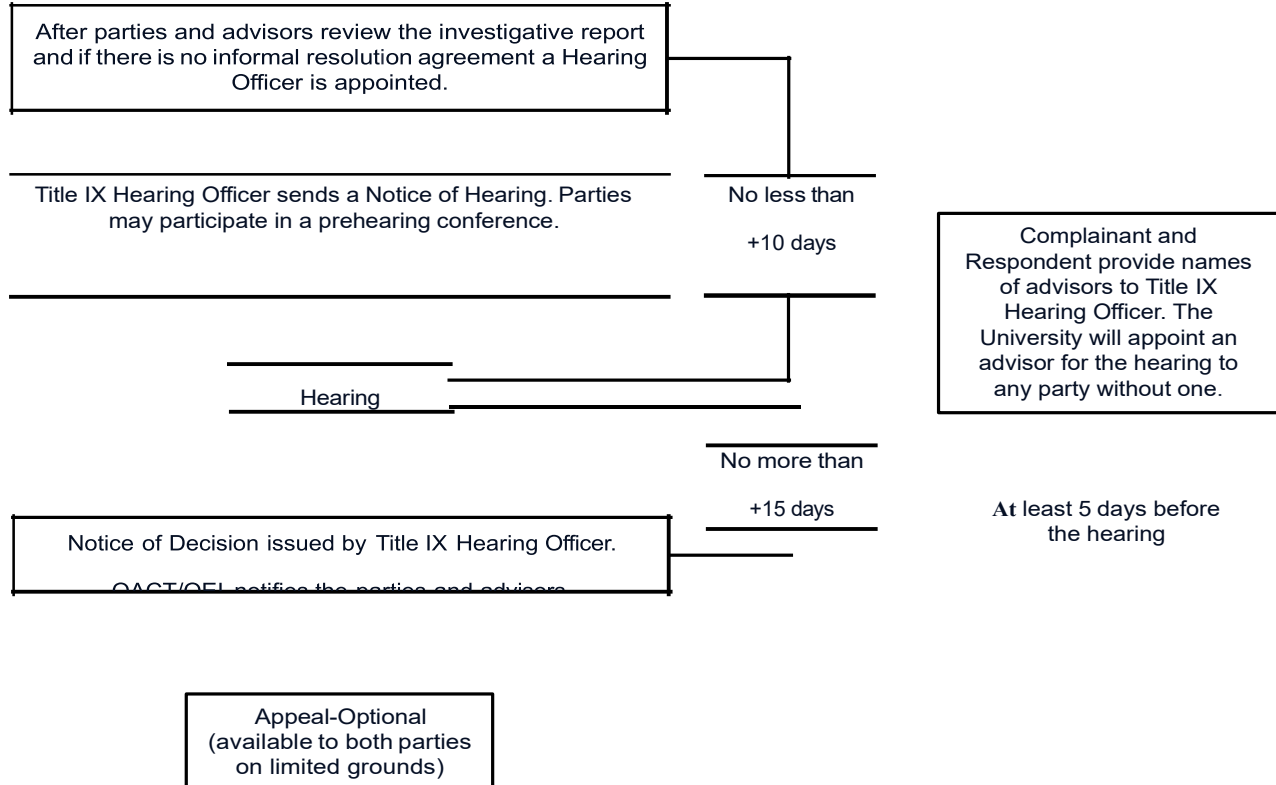 After parties and advisors review the investigative report
and if there is no informal resolution agreement a Hearing
Officer is appointed.
Title IX Hearing Officer sends a Notice of Hearing. Parties
may participate in a prehearing conference.
No less than
+10 days
Complainant and
Respondent provide names
of advisors to Title IX
Hearing Officer. The
University will appoint an
advisor for the hearing to
any party without one.
Hearing
No more than
+15 days
At least 5 days before
the hearing
Notice of Decision issued by Title IX Hearing Officer.
OACT/OEI notifies the parties and advisors
Appeal-Optional
(available to both parties
on limited grounds)